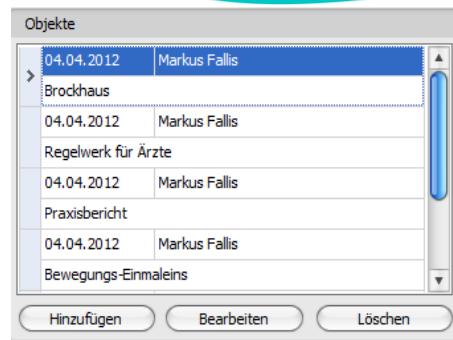 Objekte
04.04.2012 Markus Fallis
Brockhaus
04.04.2012 Markus Fallis
Regelwerk für Ärzte
04.04.2012 Markus Fallis
Praxisbericht
04.04.2012 Markus Fallis
Bewegungs-Einmaleins
Hinzufügen Bearbeiten Löschen